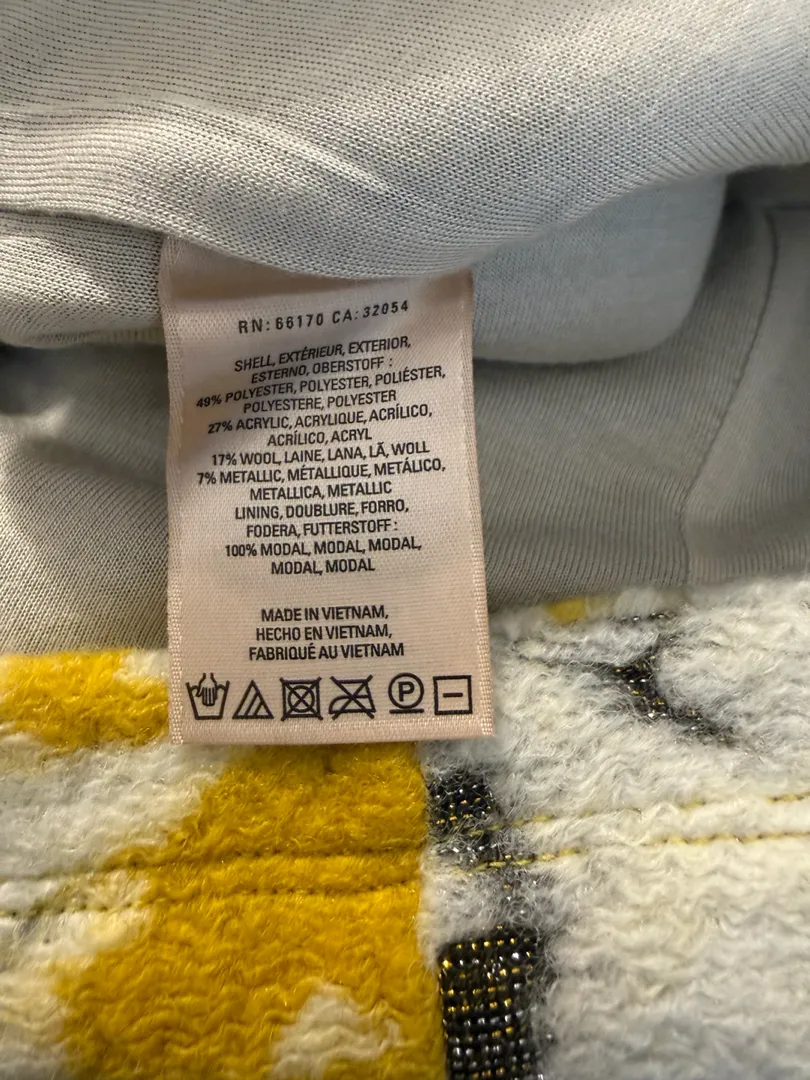 RN: 66170 CA: 32054
SHELL, EXTÉRIEUR, EXTERIOR,
ESTERNO, OBERSTOFF :
49% POLYESTER, POLYESTER, POLIÉSTER,
POLYESTERE, POLYESTER
27% ACRYLIC, ACRYLIQUE, ACRÍLICO,
ACRÍLICO, ACRYL
17% WOOL, LAINE, LANA, LÃ, WOLL
7% METALLIC, MÉTALLIQUE, METÁLICO,
METALLICA, METALLIC
LINING, DOUBLURE, FORRO,
FODERA, FUTTERSTOFF :
100% MODAL, MODAL, MODAL,
MODAL, MODAL
MADE IN VIETNAM,
HECHO EN VIETNAM,
FABRIQUÉ AU VIETNAM
P